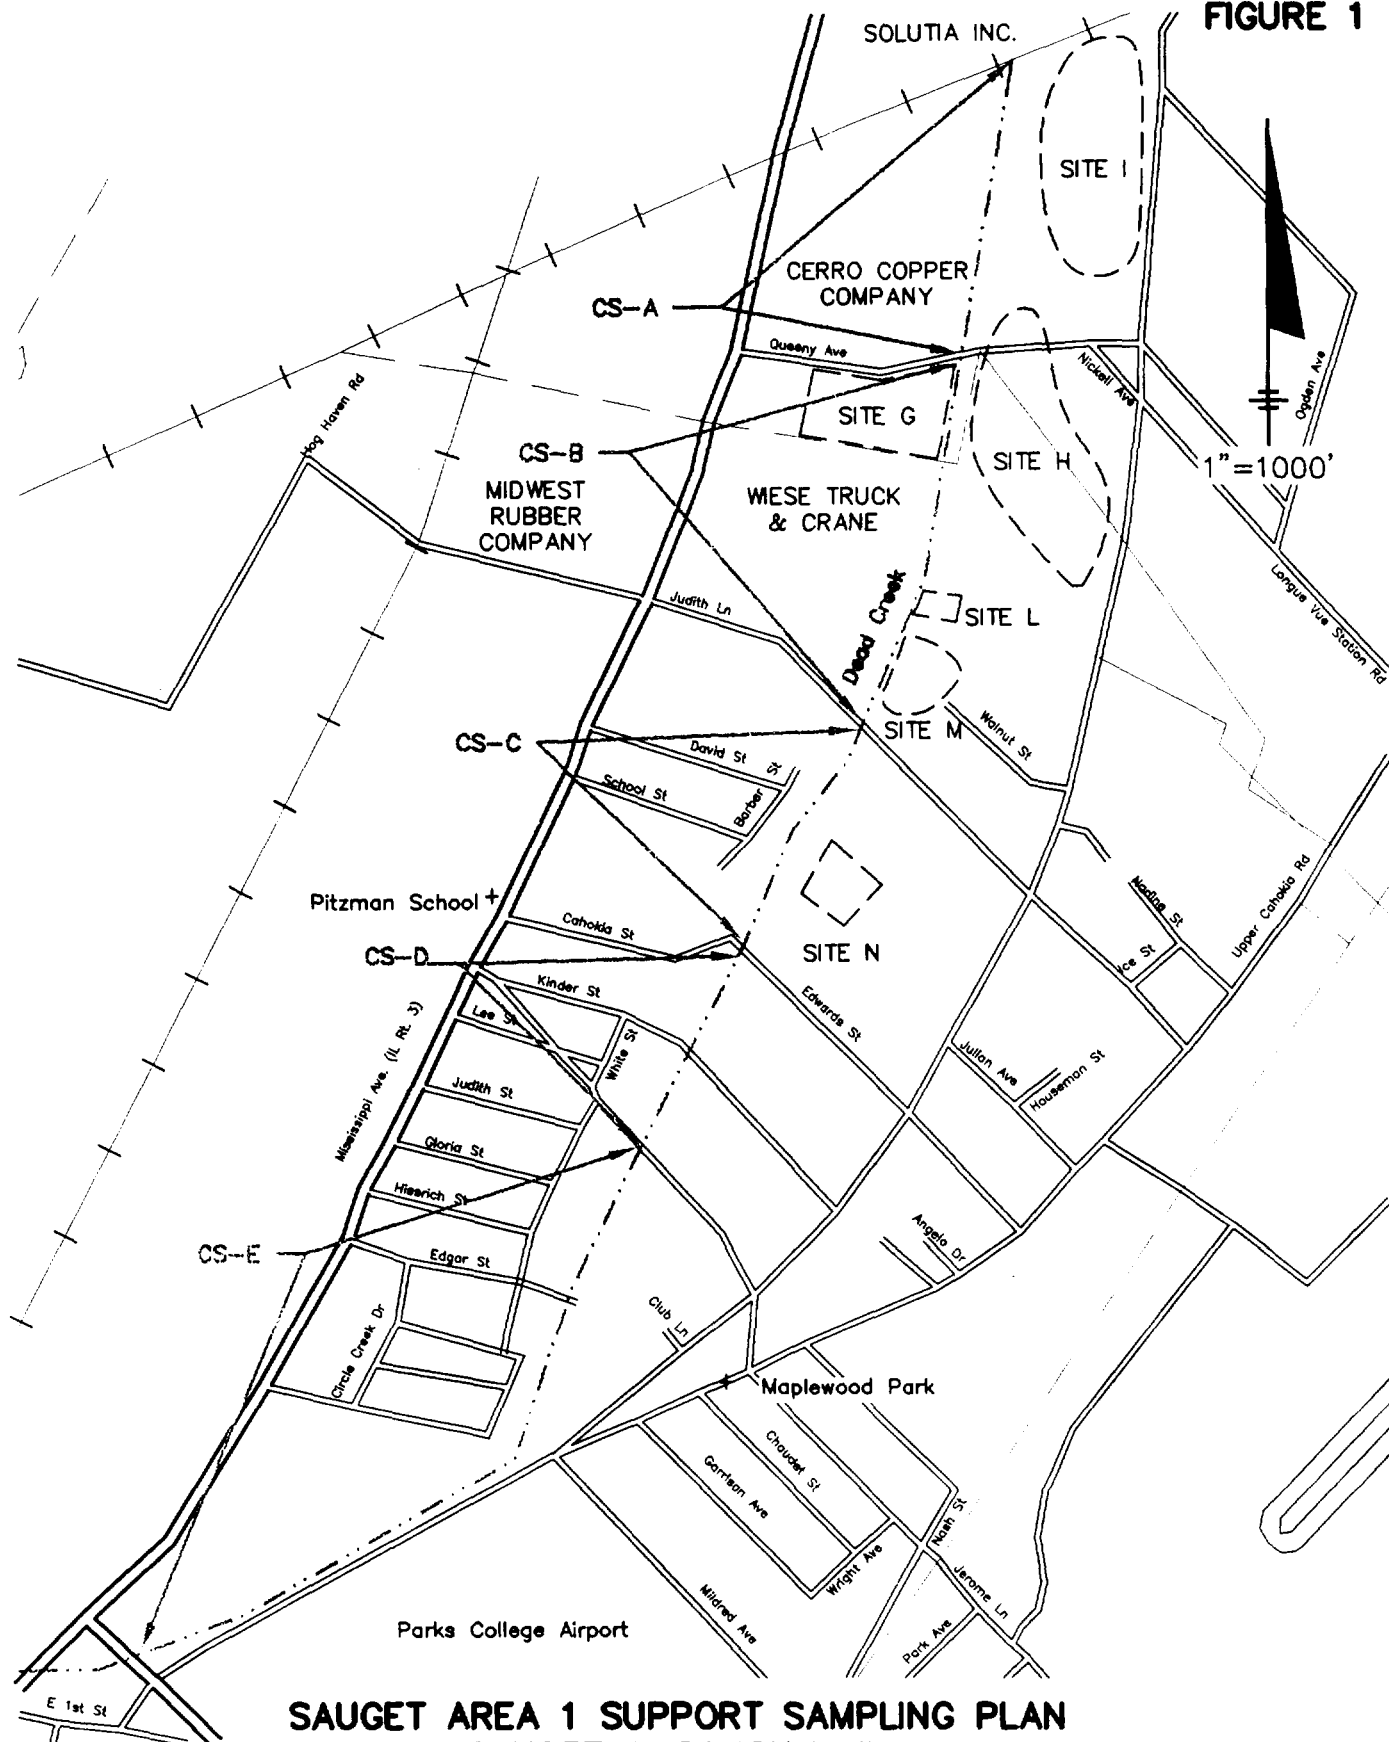 FIGURE 1
SOLUTIA INC.
SITE I
CERRO COPPER
COMPANY
CS-A
Queeny Ave
Nickell Ave
Ogden Ave
Hog Haven Rd
SITE G
CS-B
SITE H
1"=1000'
MIDWEST
RUBBER
COMPANY
WIESE TRUCK
& CRANE
Dead Creek
Judith Ln
SITE L
Longue Vue Station Rd
SITE M
Walnut St
CS-C
David St
School St
Barber St
Nadine St
Upper Cahokia Rd
Pitzman School
Cahokia St
SITE N
CS-D
Ice St
Kinder St
Edwards St
Lee St
White St
Mississippi Ave. (IL Rt. 3)
Julian Ave
Houseman St
Judith St
Gloria St
Hiesrich St
Angelo Dr
CS-E
Edgar St
Club Ln
Circle Creek Dr
Maplewood Park
Chaudet St
Garrison Ave
Nash St
Wright Ave
Jerome Ln
Mildred Ave
Park Ave
Parks College Airport
E 1st St
SAUGET AREA 1 SUPPORT SAMPLING PLAN